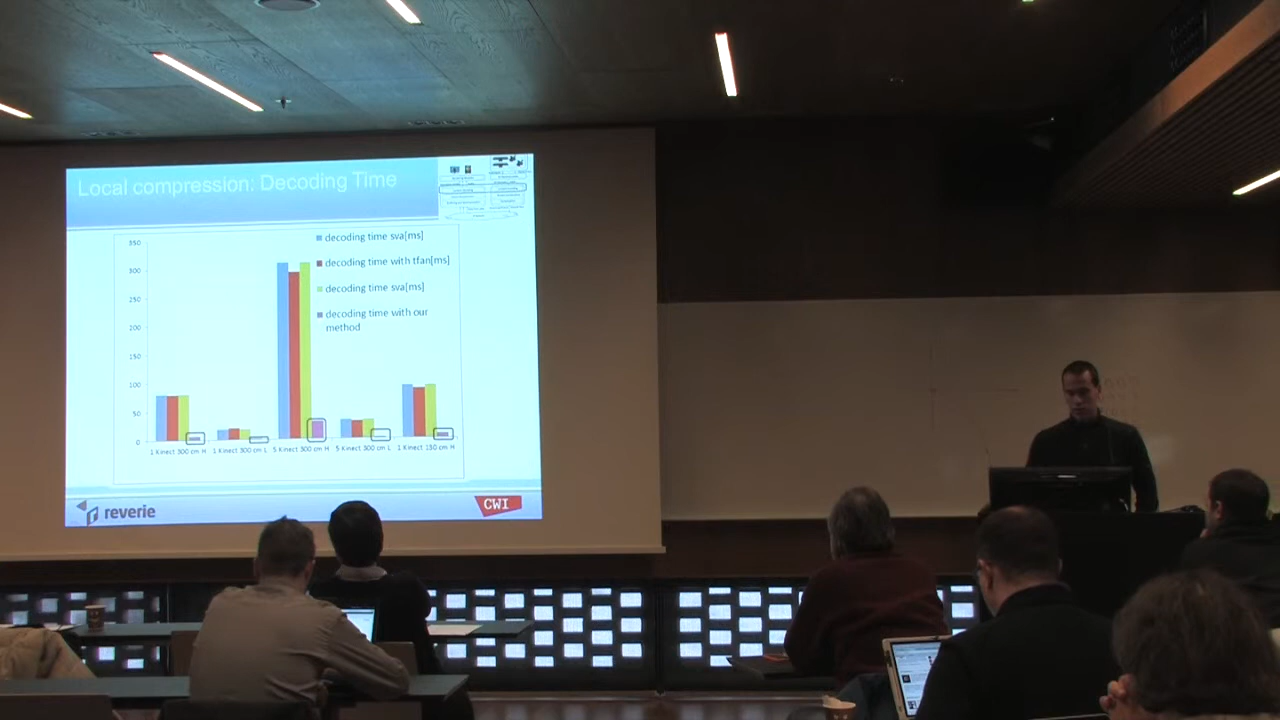 Local compression: Decoding Time
350
300
250
200
150
100
50
0
decoding time sva[ms]
decoding time with tfan[ms]
decoding time sva[ms]
decoding time with our
method
1 Kinect 300 cm H
1 Kinect 300 cm L
5 Kinect 300 cm H
5 Kinect 300 cm L
1 Kinect 150 cm H
reverie
CWI